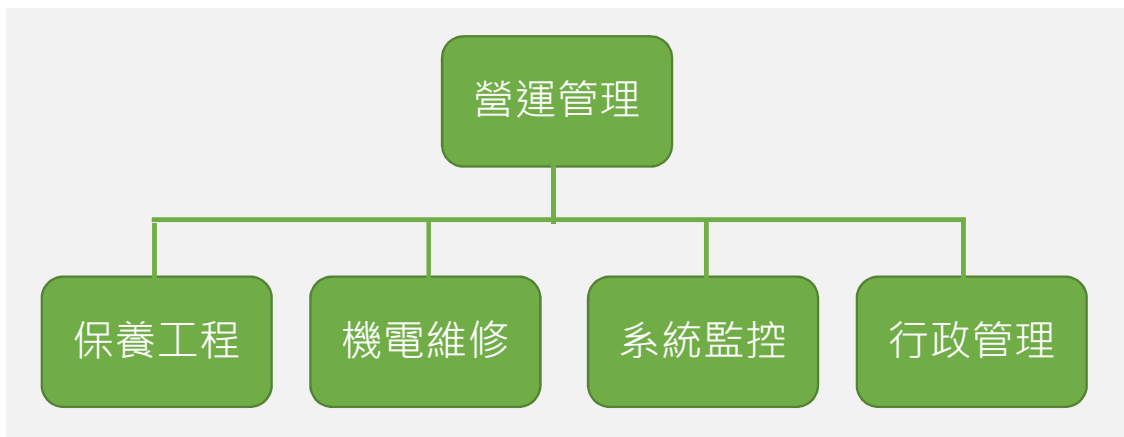 營運管理
保養工程
機電維修
系統監控
行政管理